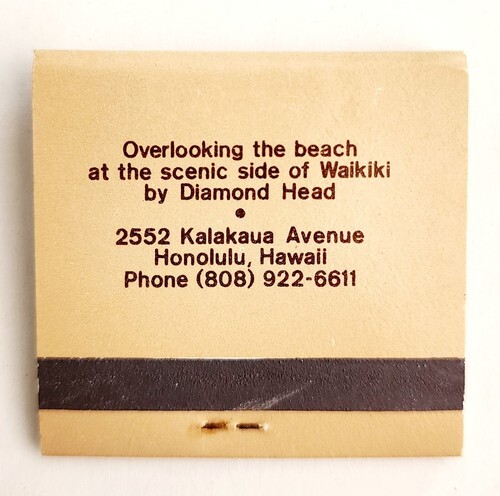 Overlooking the beach
at the scenic side of Waikiki
by Diamond Head
•
2552 Kalakaua Avenue
Honolulu, Hawaii
Phone (808) 922-6611